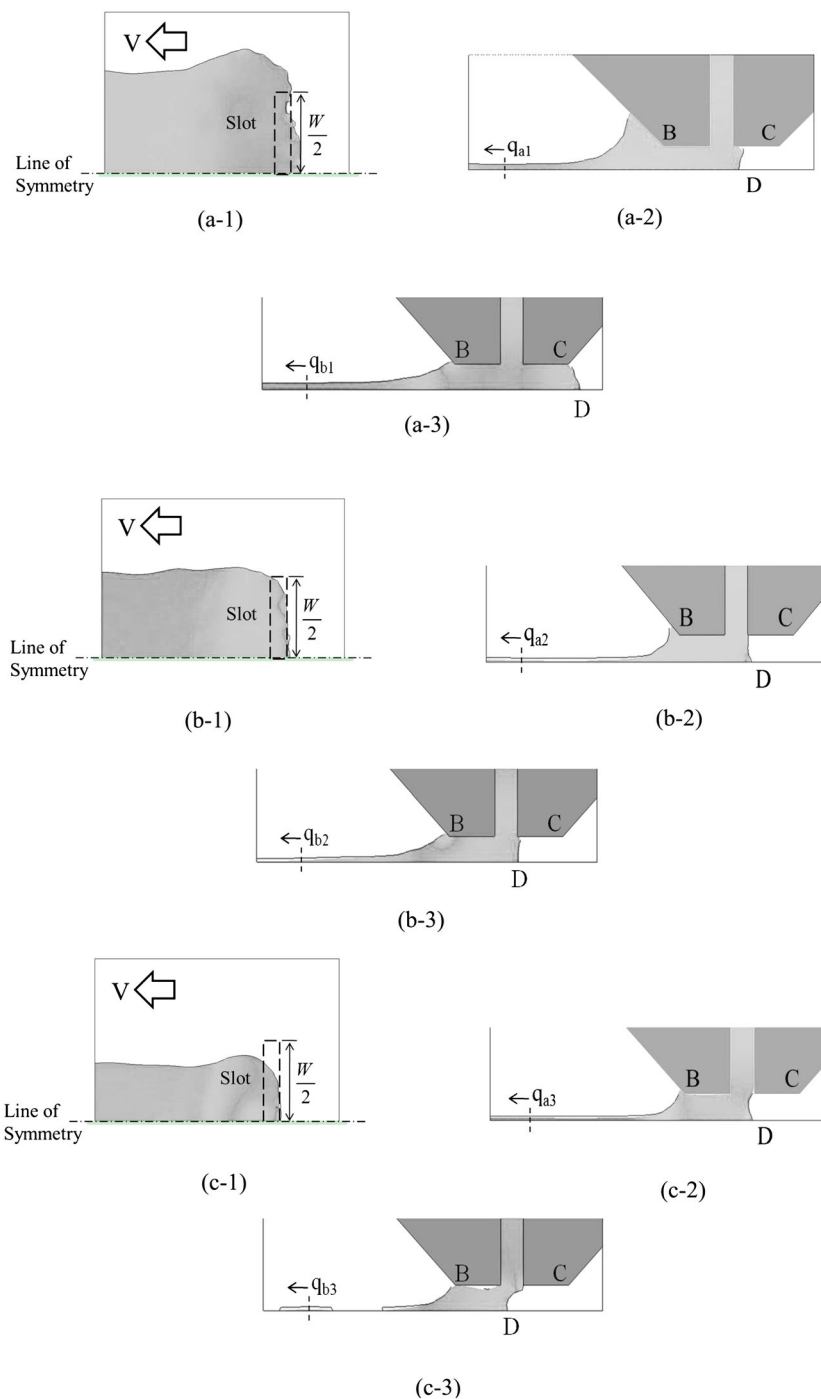 V
Slot
W
2
Line of
Symmetry
(a-1)
B
C
qa1
D
(a-2)
B
C
qb1
D
(a-3)
V
Slot
W
2
Line of
Symmetry
(b-1)
B
C
qa2
D
(b-2)
B
C
qb2
D
(b-3)
V
Slot
W
2
Line of
Symmetry
(c-1)
B
C
qa3
D
(c-2)
B
C
qb3
D
(c-3)